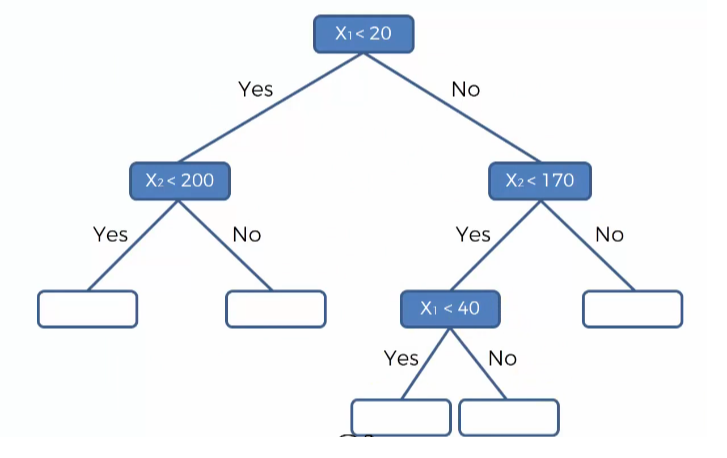 X1 < 20
Yes
No
X2 < 200
X2 < 170
Yes
No
Yes
No
X1 < 40
Yes
No